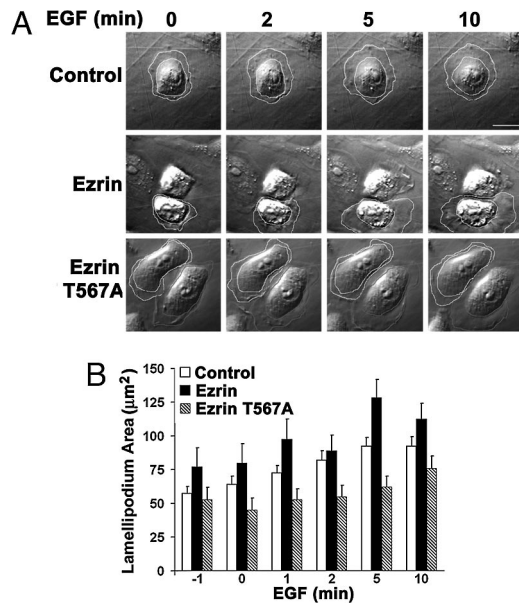 A
EGF (min) 0 2 5 10
Control
Ezrin
Ezrin
T567A
B
Lamellipodium Area (μm2)
150
125
100
75
50
25
0
Control
Ezrin
Ezrin T567A
-1 0 1 2 5 10
EGF (min)